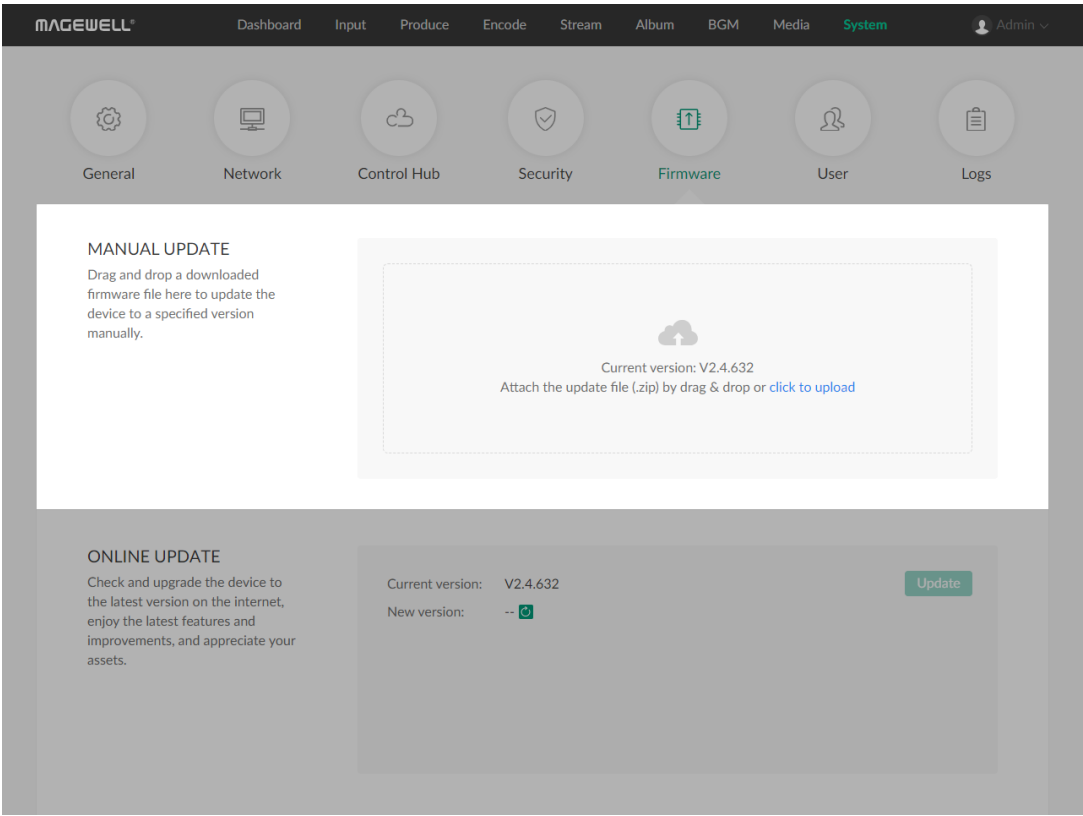 MAGEWELL®
Dashboard Input Produce Encode Stream Album BGM Media System Admin
General Network Control Hub Security Firmware User Logs
MANUAL UPDATE
Drag and drop a downloaded
firmware file here to update the
device to a specified version
manually.
Current version: V2.4.632
Attach the update file (.zip) by drag & drop or click to upload
ONLINE UPDATE
Check and upgrade the device to
the latest version on the internet,
enjoy the latest features and
improvements, and appreciate your
assets.
Current version: V2.4.632
Update
New version: --